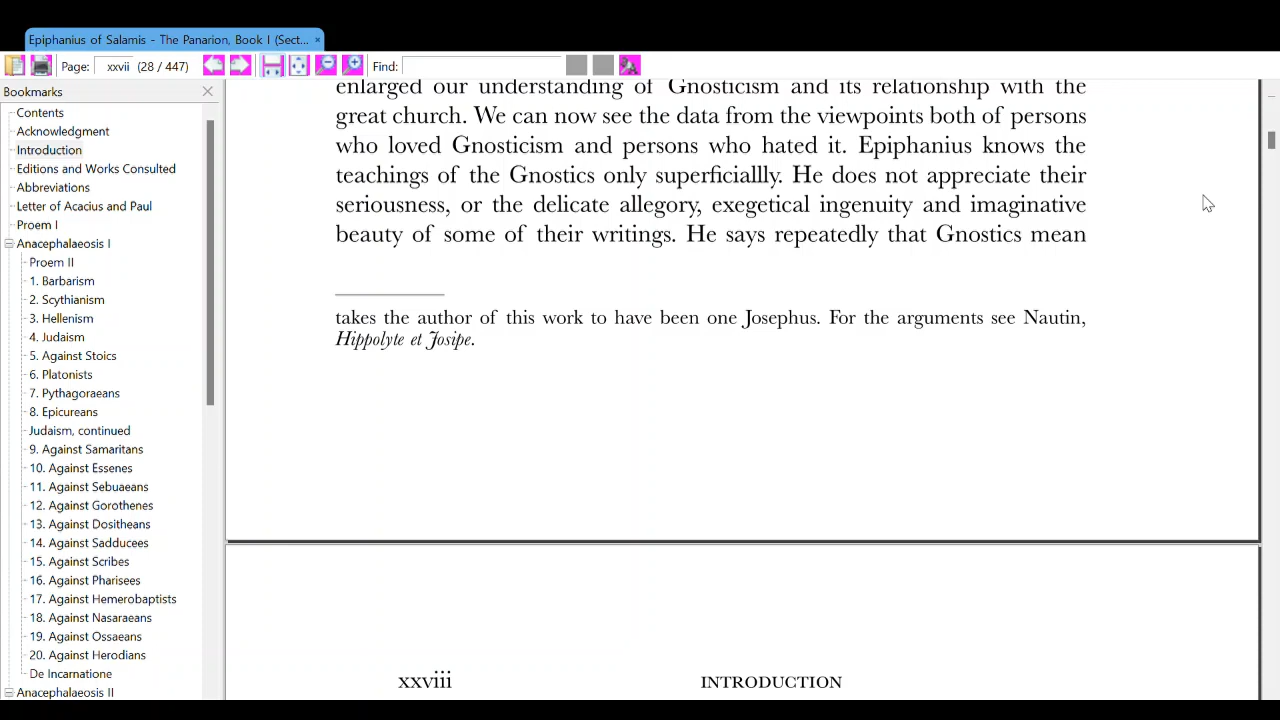 Epiphanius of Salamis - The Panarion, Book I (Sect... ×
Page: xxvii (28 / 447) Find:
Bookmarks
Contents
Acknowledgment
Introduction
Editions and Works Consulted
Abbreviations
Letter of Acacius and Paul
Proem I
Anacephalaeosis I
Proem II
1. Barbarism
2. Scythianism
3. Hellenism
4. Judaism
5. Against Stoics
6. Platonists
7. Pythagoraeans
8. Epicureans
Judaism, continued
9. Against Samaritans
10. Against Essenes
11. Against Sebuaeans
12. Against Gorothenes
13. Against Dositheans
14. Against Sadducees
15. Against Scribes
16. Against Pharisees
17. Against Hemerobaptists
18. Against Nasaraeans
19. Against Ossaeans
20. Against Herodians
De Incarnatione
Anacephalaeosis II
enlarged our understanding of Gnosticism and its relationship with the
great church. We can now see the data from the viewpoints both of persons
who loved Gnosticism and persons who hated it. Epiphanius knows the
teachings of the Gnostics only superficiallly. He does not appreciate their
seriousness, or the delicate allegory, exegetical ingenuity and imaginative
beauty of some of their writings. He says repeatedly that Gnostics mean
takes the author of this work to have been one Josephus. For the arguments see Nautin,
Hippolyte et Josipe.
xxviii INTRODUCTION